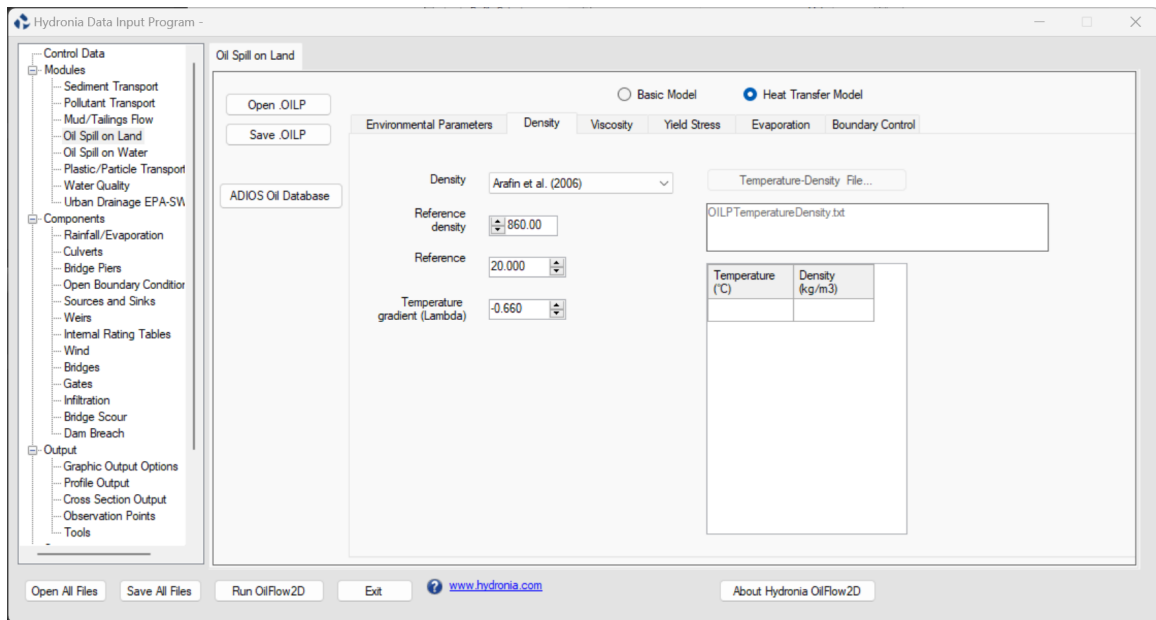 Hydronia Data Input Program -
Control Data
Modules
Sediment Transport
Pollutant Transport
Mud/Tailings Flow
Oil Spill on Land
Oil Spill on Water
Plastic/Particle Transport
Water Quality
Urban Drainage EPA-SW
Components
Rainfall/Evaporation
Culverts
Bridge Piers
Open Boundary Condition
Sources and Sinks
Weirs
Internal Rating Tables
Wind
Bridges
Gates
Infiltration
Bridge Scour
Dam Breach
Output
Graphic Output Options
Profile Output
Cross Section Output
Observation Points
Tools
Oil Spill on Land
Open .OILP
Save .OILP
ADIOS Oil Database
Basic Model Heat Transfer Model
Environmental Parameters Density Viscosity Yield Stress Evaporation Boundary Control
Density Arafin et al. (2006)
Reference
density 860.00
Reference 20.000
Temperature
gradient (Lambda) -0.660
Temperature-Density File...
OILPTemperatureDensity.txt
Temperature Density
(°C) (kg/m3)
Open All Files Save All Files Run OilFlow2D Exit ? www.hydronia.com About Hydronia OilFlow2D